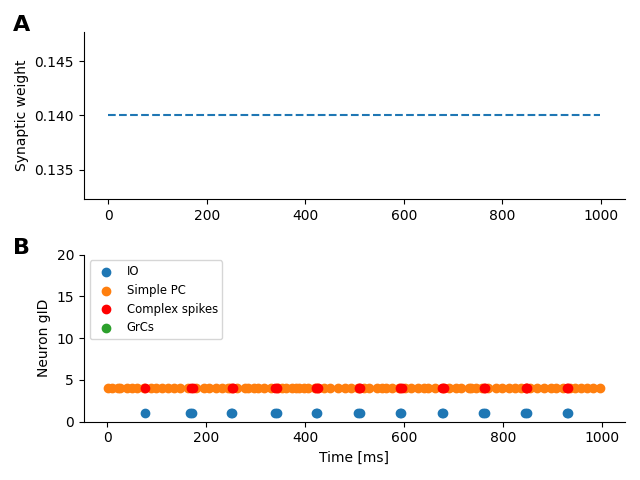 A
Synaptic weight
0.145
0.140
0.135
0 200 400 600 800 1000
B
Neuron gID
20
15
10
5
0
IO
Simple PC
Complex spikes
GrCs
0 200 400 600 800 1000
Time [ms]